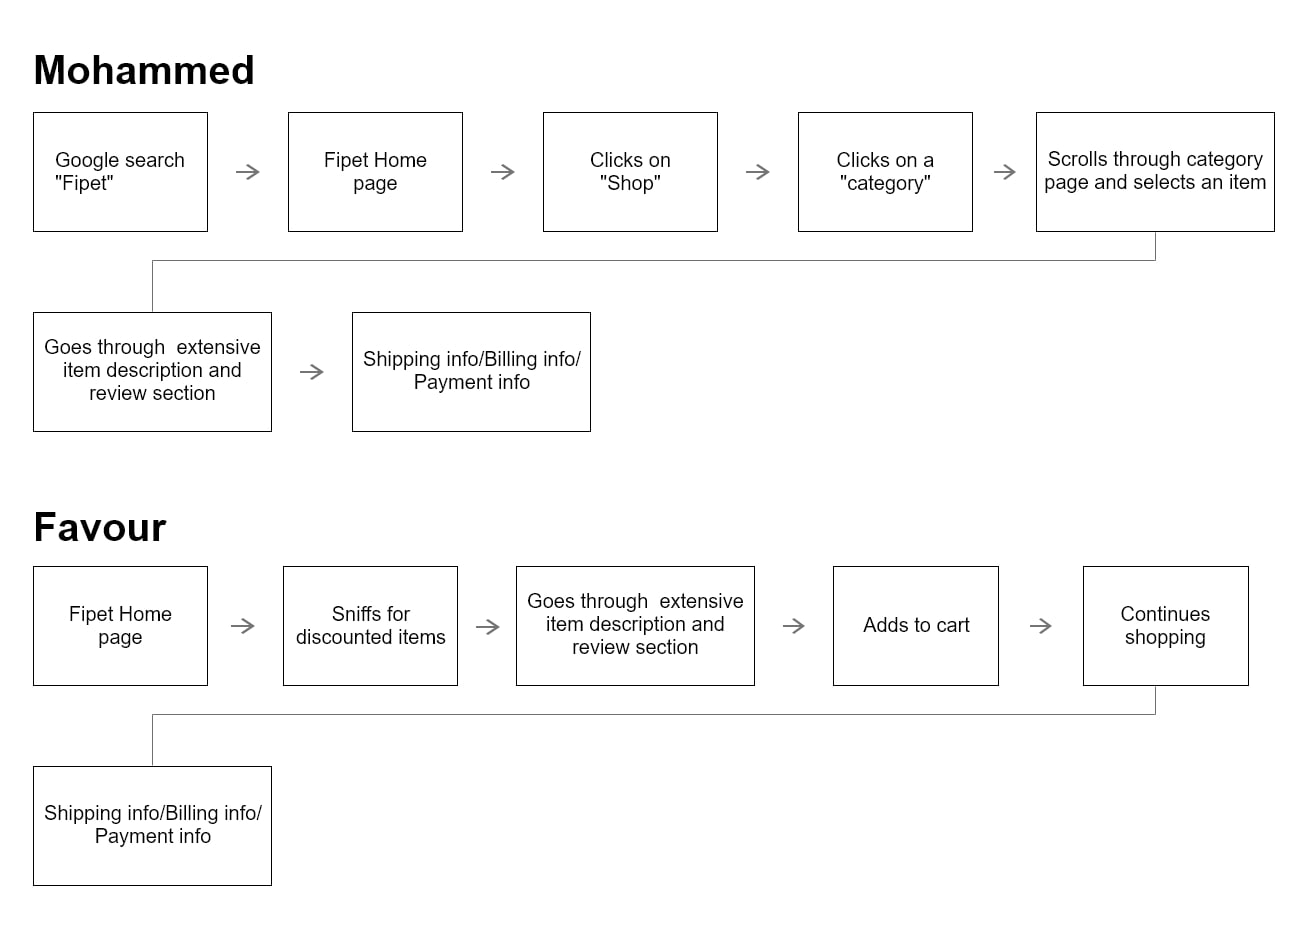 Mohammed
Google search
"Fipet"
Fipet Home
page
Clicks on
"Shop"
Clicks on a
"category"
Scrolls through category
page and selects an item
Goes through  extensive
item description and
review section
Shipping info/Billing info/
Payment info
Favour
Fipet Home
page
Sniffs for
discounted items
Goes through  extensive
item description and
review section
Adds to cart
Continues
shopping
Shipping info/Billing info/
Payment info